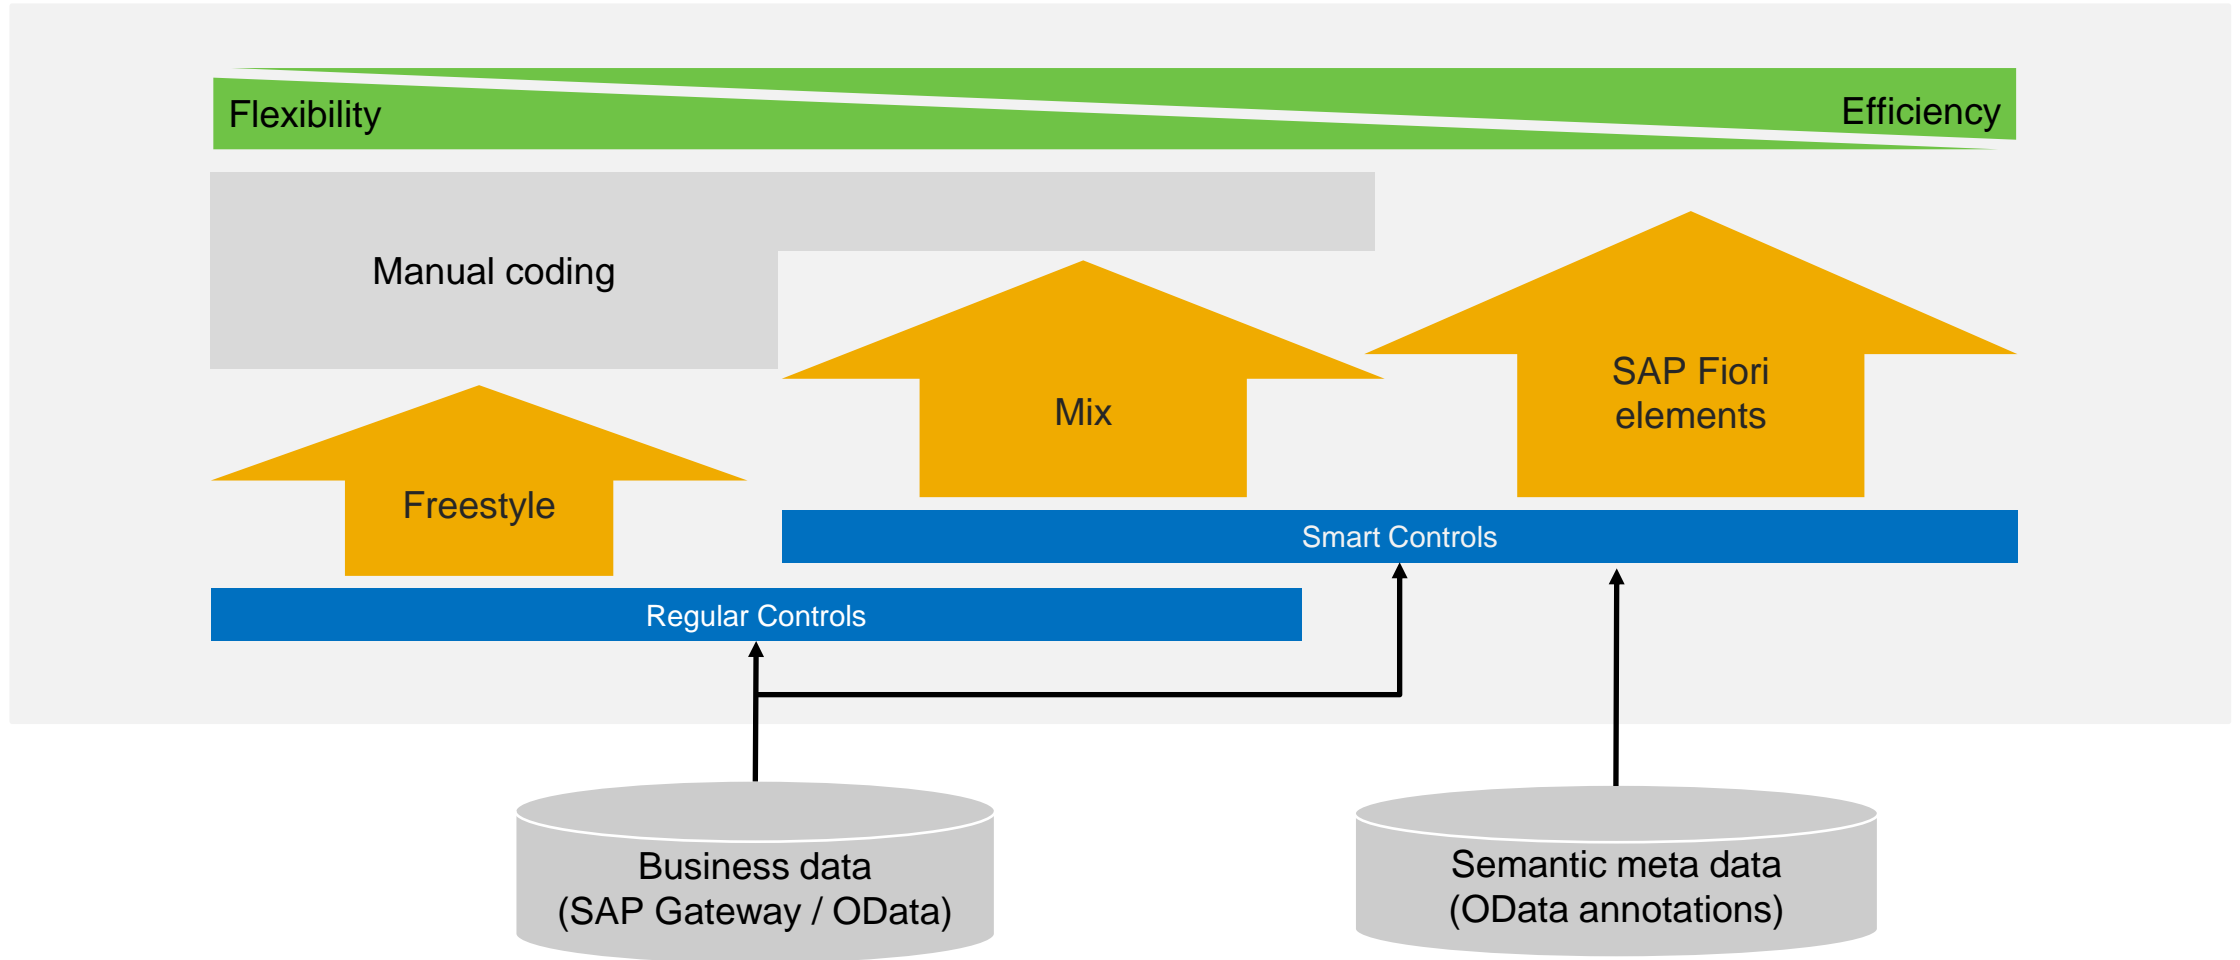 Flexibility
Efficiency
Manual coding
SAP Fiori
elements
Mix
Freestyle
Smart Controls
Regular Controls
Business data
(SAP Gateway / OData)
Semantic meta data
(OData annotations)